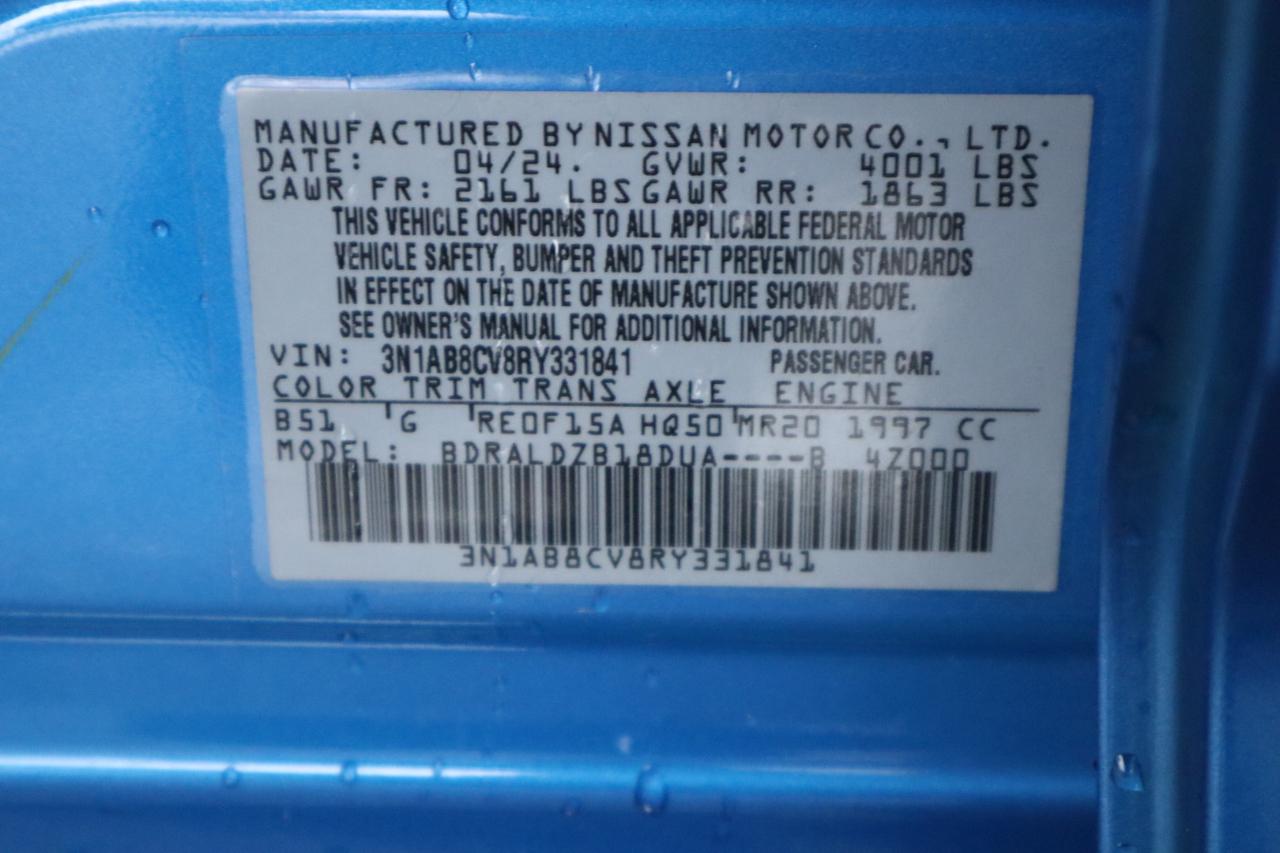 MANUFACTURED BY NISSAN MOTOR CO., LTD.
DATE: 04/24. GVWR: 4001 LBS
GAWR FR: 2161 LBS GAWR RR: 1863 LBS
THIS VEHICLE CONFORMS TO ALL APPLICABLE FEDERAL MOTOR
VEHICLE SAFETY, BUMPER AND THEFT PREVENTION STANDARDS
IN EFFECT ON THE DATE OF MANUFACTURE SHOWN ABOVE.
SEE OWNER'S MANUAL FOR ADDITIONAL INFORMATION.
VIN: 3N1AB8CV8RY331841 PASSENGER CAR.
COLOR TRIM TRANS AXLE ENGINE
B51 G RE0F15A HQ50 MR20 1997 CC
MODEL: BDRALDZB18DUA----B 4Z000
3N1AB8CV8RY331841